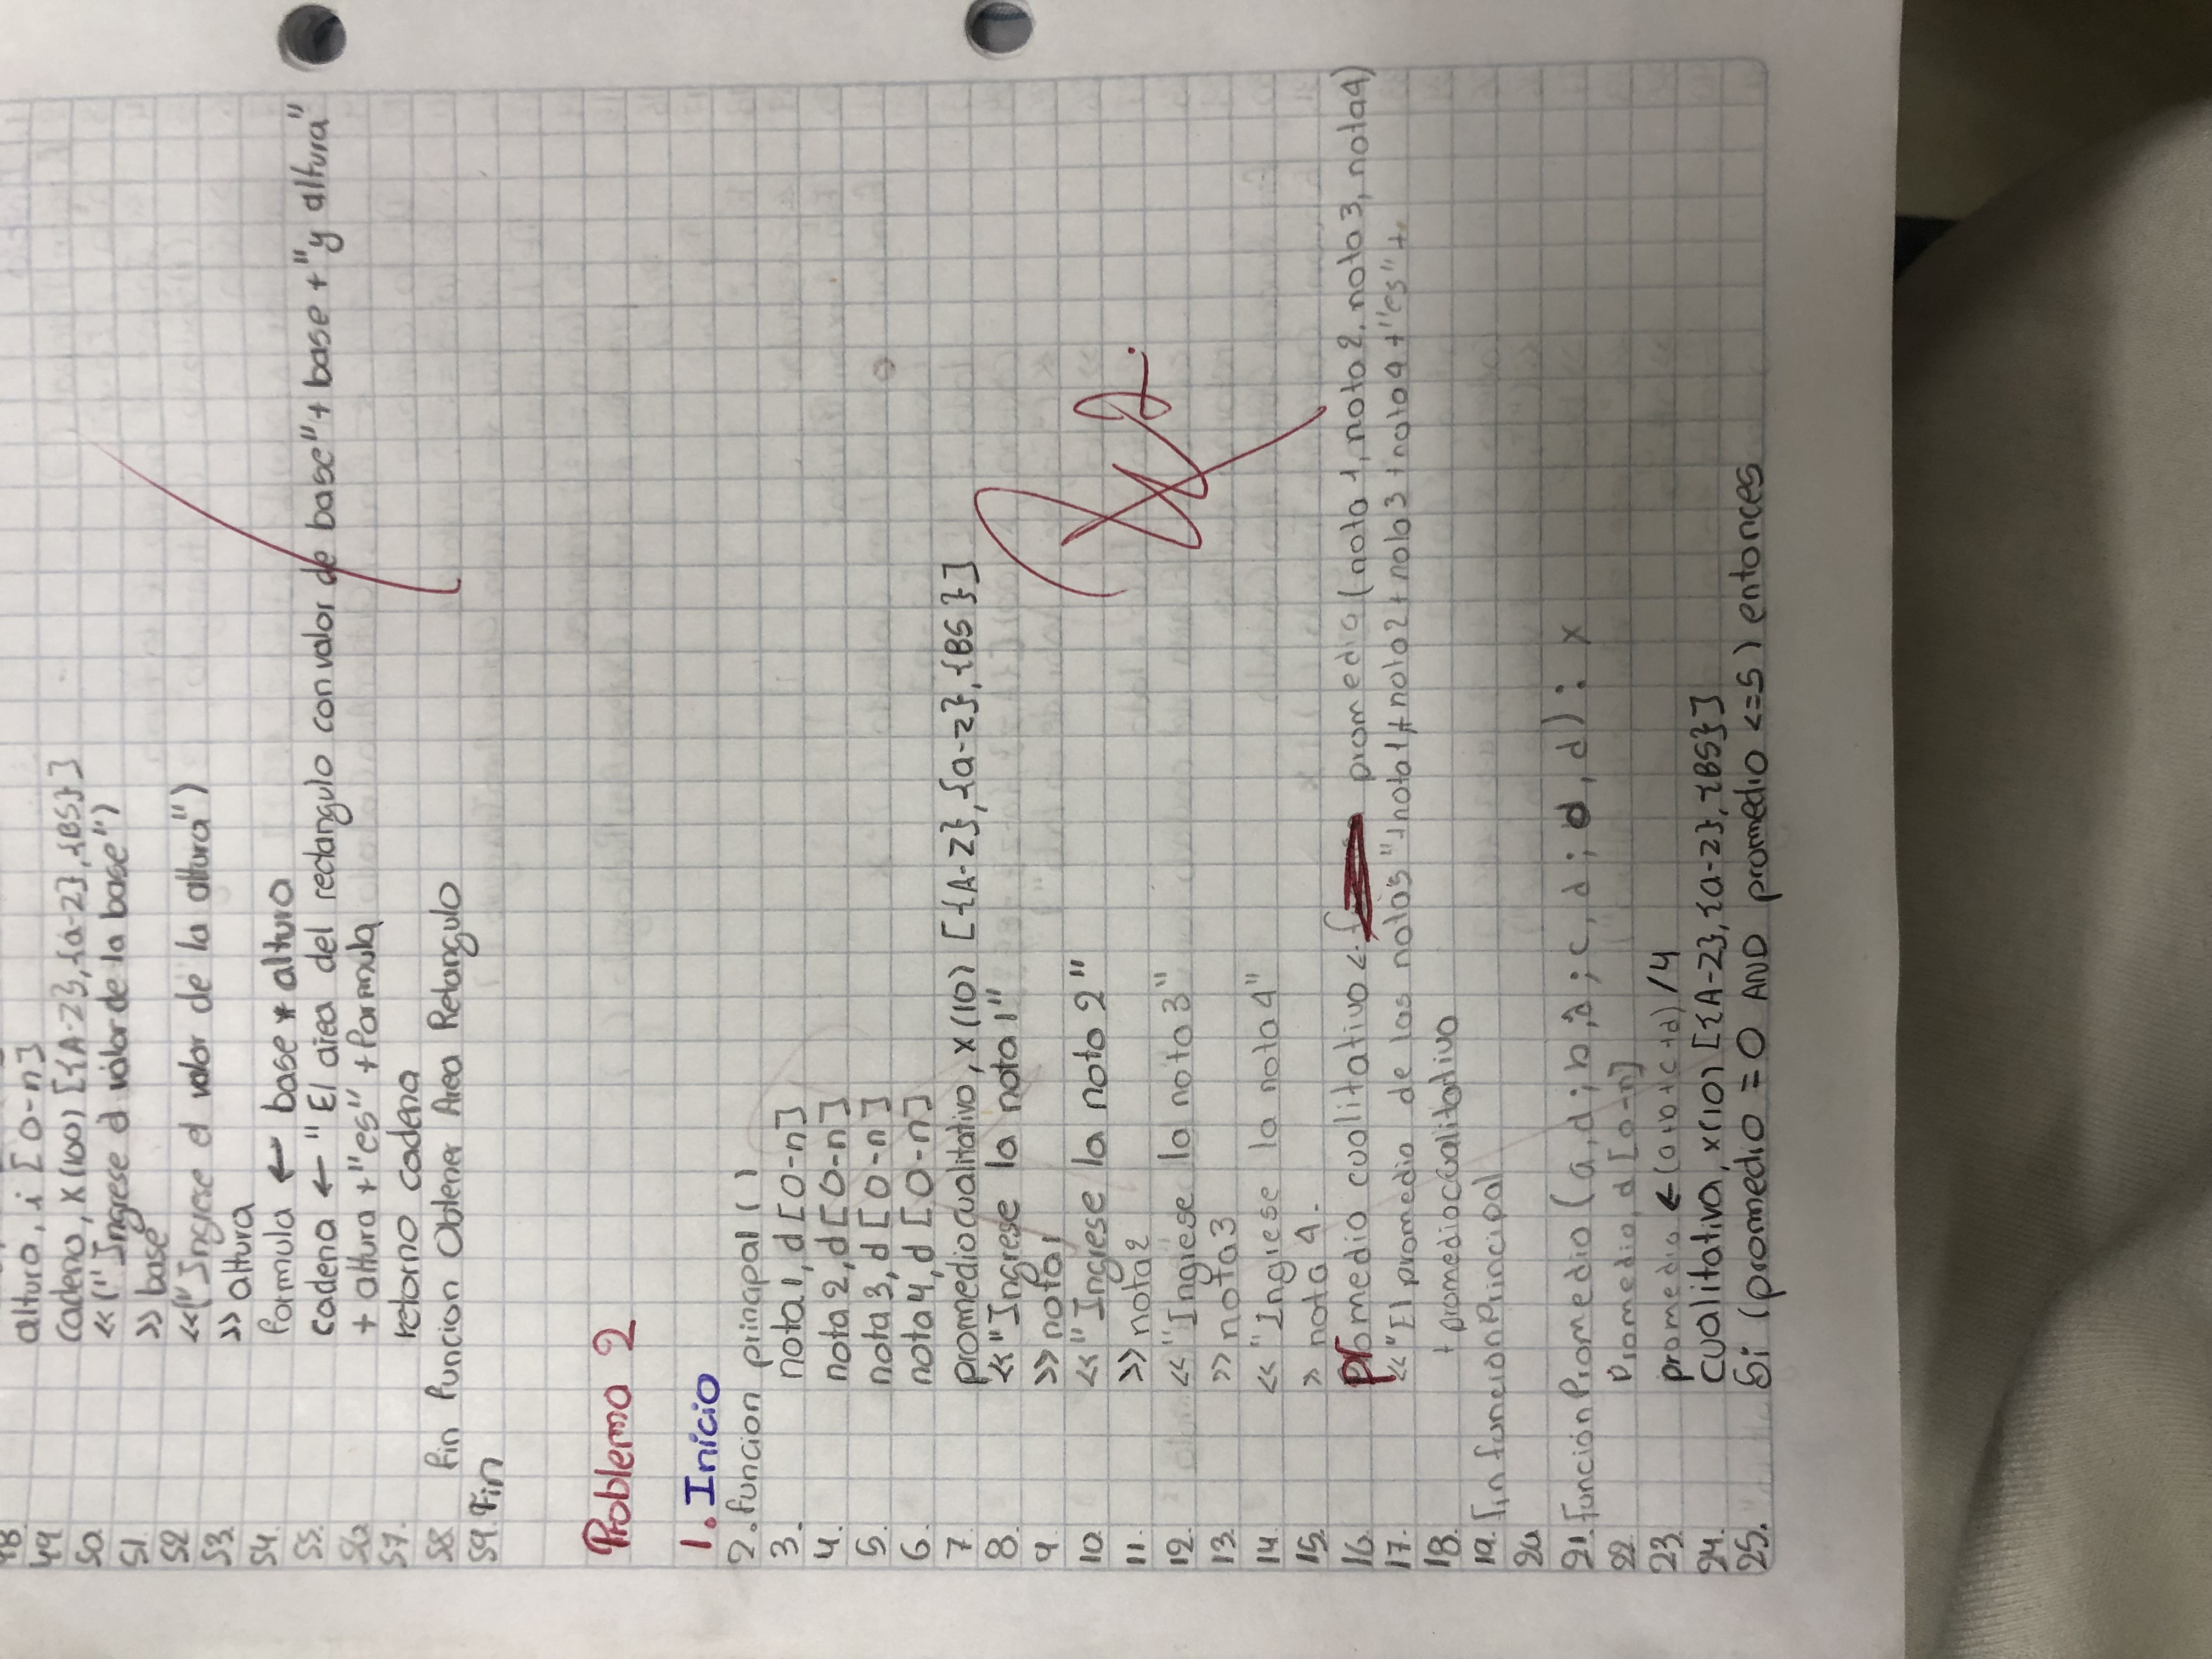 48.
49 altura, i [0-n]
50. cadena, x(100) [{A-Z},{a-z},{BS}]
51. <<("Ingrese el valor de la base")
52 >> base
53. <<("Ingrese el valor de la altura")
54. >> altura
55. formula ← base * altura
56. cadena ← "El area del rectangulo con valor de base" + base + "y altura"
57. + altura + "es" + formula
retorno cadena
58. fin funcion Obtener Area Retangulo
59. Fin
Problema 2
1. Inicio
2. funcion principal ( )
3. nota1, d [0-n]
4. nota 2, d [0-n]
5. nota 3, d [0-n]
6. nota 4, d [0-n]
7 promedio cualitativo, x (10) [{A-Z},{a-z},{BS}]
8. << "Ingrese la nota 1"
9 >> nota1
10. << "Ingrese la nota 2"
11. >> nota2
12. << "Ingrese la nota 3"
13. >> nota3
14. << "Ingrese la nota 4"
15. > nota 4.
16 promedio cualitativo <- promedio (nota 1, nota 2, nota 3, nota4)
17. << "El promedio de las notas" + nota1 + nota2 + nota3 + nota4 + "es" +
18. + promediocualitativo
19. Fin funcionPrincipal
20
21. función Promedio (a, d; b, d; c, d; d, d) : x
22. Promedio, d [0-n]
23. promedio ← (a+b+c+d) /4
24. cualitativa, x(10) [{A-Z},{a-z},{BS}]
25. Si (promedio = 0 AND promedio <=5) entonces